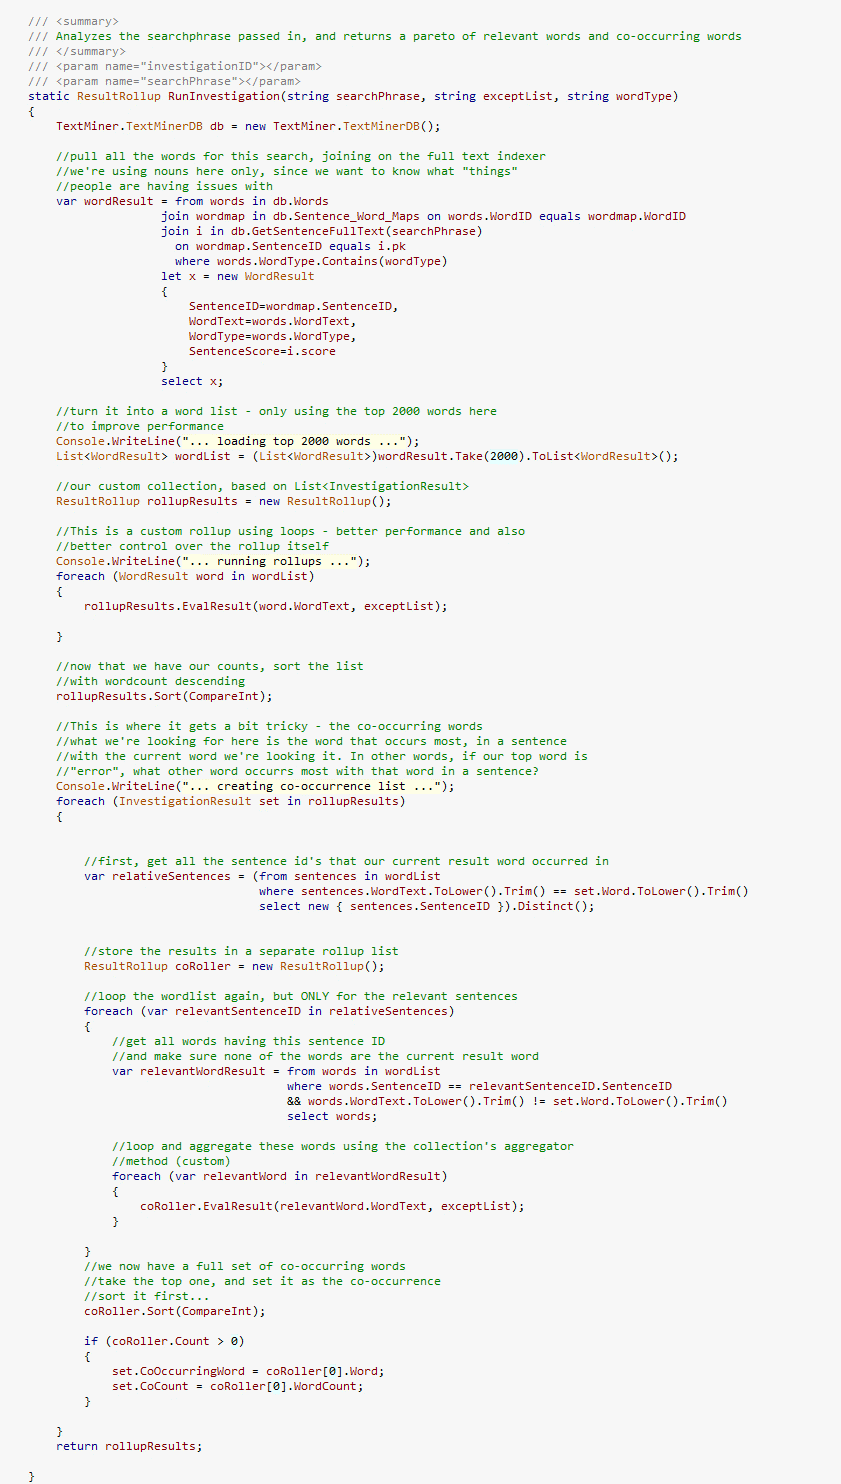 /// <summary>
/// Analyzes the searchphrase passed in, and returns a pareto of relevant words and co-occurring words
/// </summary>
/// <param name="investigationID"></param>
/// <param name="searchPhrase"></param>
static ResultRollup RunInvestigation(string searchPhrase, string exceptList, string wordType)
{
    TextMiner.TextMinerDB db = new TextMiner.TextMinerDB();

    //pull all the words for this search, joining on the full text indexer
    //we're using nouns here only, since we want to know what "things"
    //people are having issues with
    var wordResult = from words in db.Words
                   join wordmap in db.Sentence_Word_Maps on words.WordID equals wordmap.WordID
                   join i in db.GetSentenceFullText(searchPhrase)
                     on wordmap.SentenceID equals i.pk
                     where words.WordType.Contains(wordType)
                   let x = new WordResult
                   {
                       SentenceID=wordmap.SentenceID,
                       WordText=words.WordText,
                       WordType=words.WordType,
                       SentenceScore=i.score
                   }
                   select x;

    //turn it into a word list - only using the top 2000 words here
    //to improve performance
    Console.WriteLine("... loading top 2000 words ...");
    List<WordResult> wordList = (List<WordResult>)wordResult.Take(2000).ToList<WordResult>();

    //our custom collection, based on List<InvestigationResult>
    ResultRollup rollupResults = new ResultRollup();

    //This is a custom rollup using loops - better performance and also
    //better control over the rollup itself
    Console.WriteLine("... running rollups ...");
    foreach (WordResult word in wordList)
    {
        rollupResults.EvalResult(word.WordText, exceptList);

    }

    //now that we have our counts, sort the list
    //with wordcount descending
    rollupResults.Sort(CompareInt);

    //This is where it gets a bit tricky - the co-occurring words
    //what we're looking for here is the word that occurs most, in a sentence
    //with the current word we're looking it. In other words, if our top word is
    //"error", what other word occurrs most with that word in a sentence?
    Console.WriteLine("... creating co-occurrence list ...");
    foreach (InvestigationResult set in rollupResults)
    {


        //first, get all the sentence id's that our current result word occurred in
        var relativeSentences = (from sentences in wordList
                                 where sentences.WordText.ToLower().Trim() == set.Word.ToLower().Trim()
                                 select new { sentences.SentenceID }).Distinct();


        //store the results in a separate rollup list
        ResultRollup coRoller = new ResultRollup();

        //loop the wordlist again, but ONLY for the relevant sentences
        foreach (var relevantSentenceID in relativeSentences)
        {
            //get all words having this sentence ID
            //and make sure none of the words are the current result word
            var relevantWordResult = from words in wordList
                                     where words.SentenceID == relevantSentenceID.SentenceID
                                     && words.WordText.ToLower().Trim() != set.Word.ToLower().Trim()
                                     select words;

            //loop and aggregate these words using the collection's aggregator
            //method (custom)
            foreach (var relevantWord in relevantWordResult)
            {
                coRoller.EvalResult(relevantWord.WordText, exceptList);
            }

        }
        //we now have a full set of co-occurring words
        //take the top one, and set it as the co-occurrence
        //sort it first...
        coRoller.Sort(CompareInt);

        if (coRoller.Count > 0)
        {
            set.CoOccurringWord = coRoller[0].Word;
            set.CoCount = coRoller[0].WordCount;
        }

    }
    return rollupResults;

}